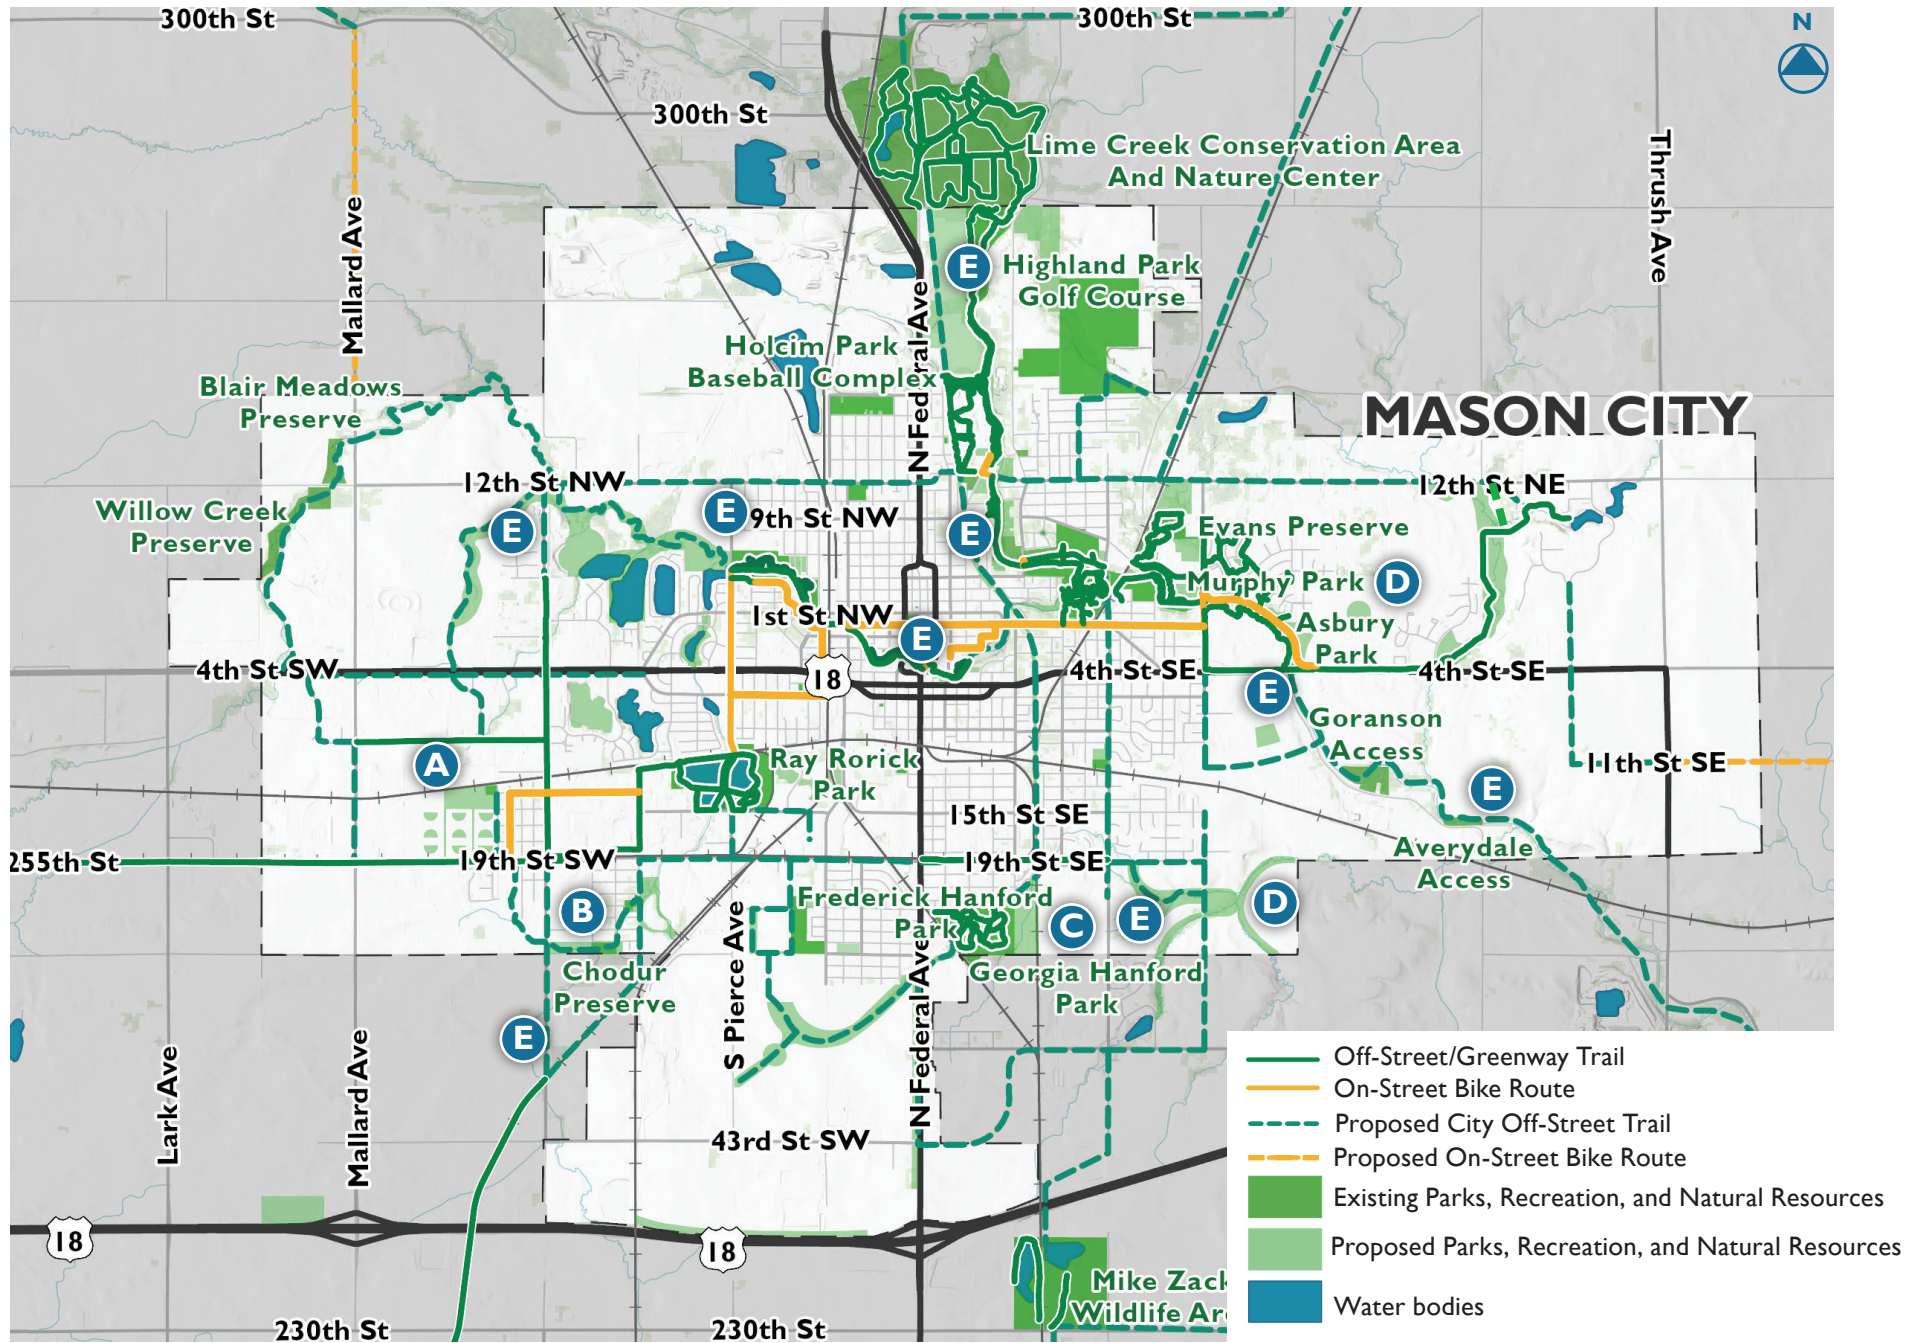 300th St
300th St
N
300th St
Lime Creek Conservation Area
And Nature Center
Thrush Ave
Mallard Ave
E
Highland Park
Golf Course
N Federal Ave
Holcim Park
Baseball Complex
Blair Meadows
Preserve
MASON CITY
12th St NW
12th St NE
Willow Creek
Preserve
E
E
9th St NW
E
Evans Preserve
Murphy Park
D
1st St NW
E
Asbury
Park
4th St SW
18
4th St SE
4th St SE
E
Goranson
Access
A
Ray Rorick
Park
11th St SE
E
15th St SE
Averydale
Access
255th St
19th St SW
19th St SE
B
Frederick Hanford
Park
C
E
D
S Pierce Ave
N Federal Ave
Chodur
Preserve
Georgia Hanford
Park
E
Lark Ave
Mallard Ave
43rd St SW
18
18
Mike Zack
Wildlife Ar
230th St
230th St
Off-Street/Greenway Trail
On-Street Bike Route
Proposed City Off-Street Trail
Proposed On-Street Bike Route
Existing Parks, Recreation, and Natural Resources
Proposed Parks, Recreation, and Natural Resources
Water bodies